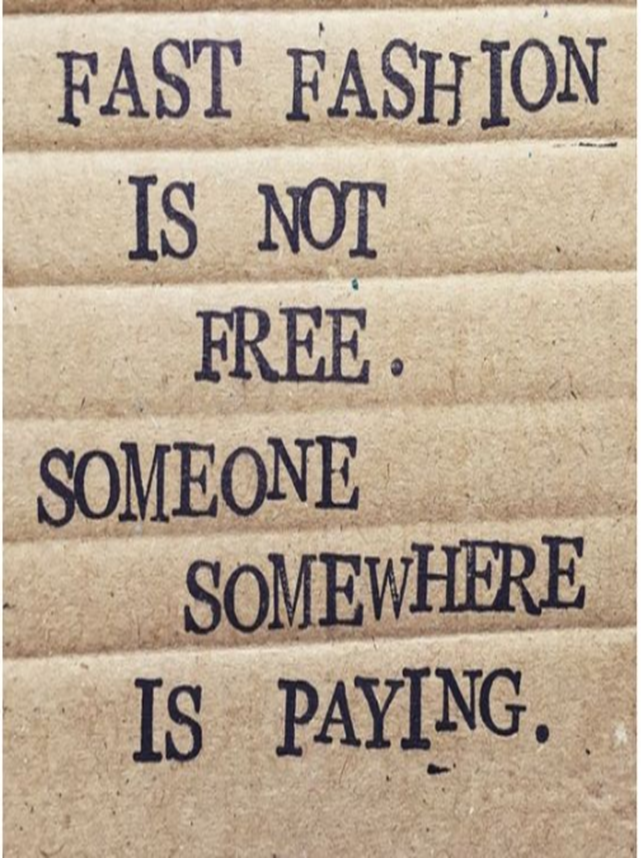 FAST FASHION
IS NOT
FREE.
SOMEONE
SOMEWHERE
IS PAYING.